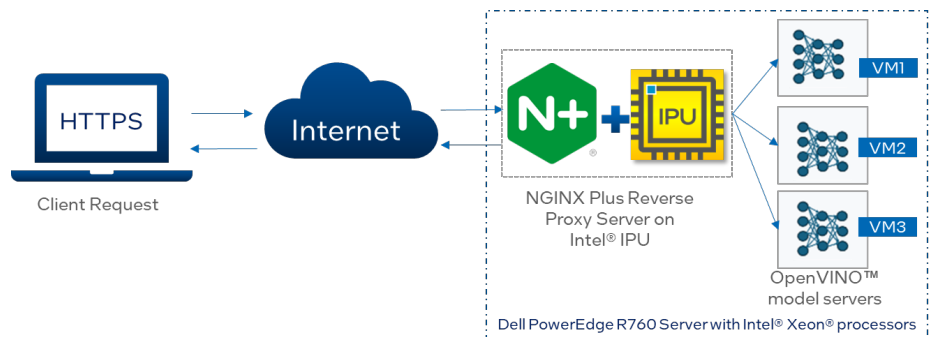 HTTPS
Client Request
Internet
N+
®
IPU
NGINX Plus Reverse
Proxy Server on
Intel® IPU
VM1
VM2
VM3
OpenVINO™
model servers
Dell PowerEdge R760 Server with Intel® Xeon® processors